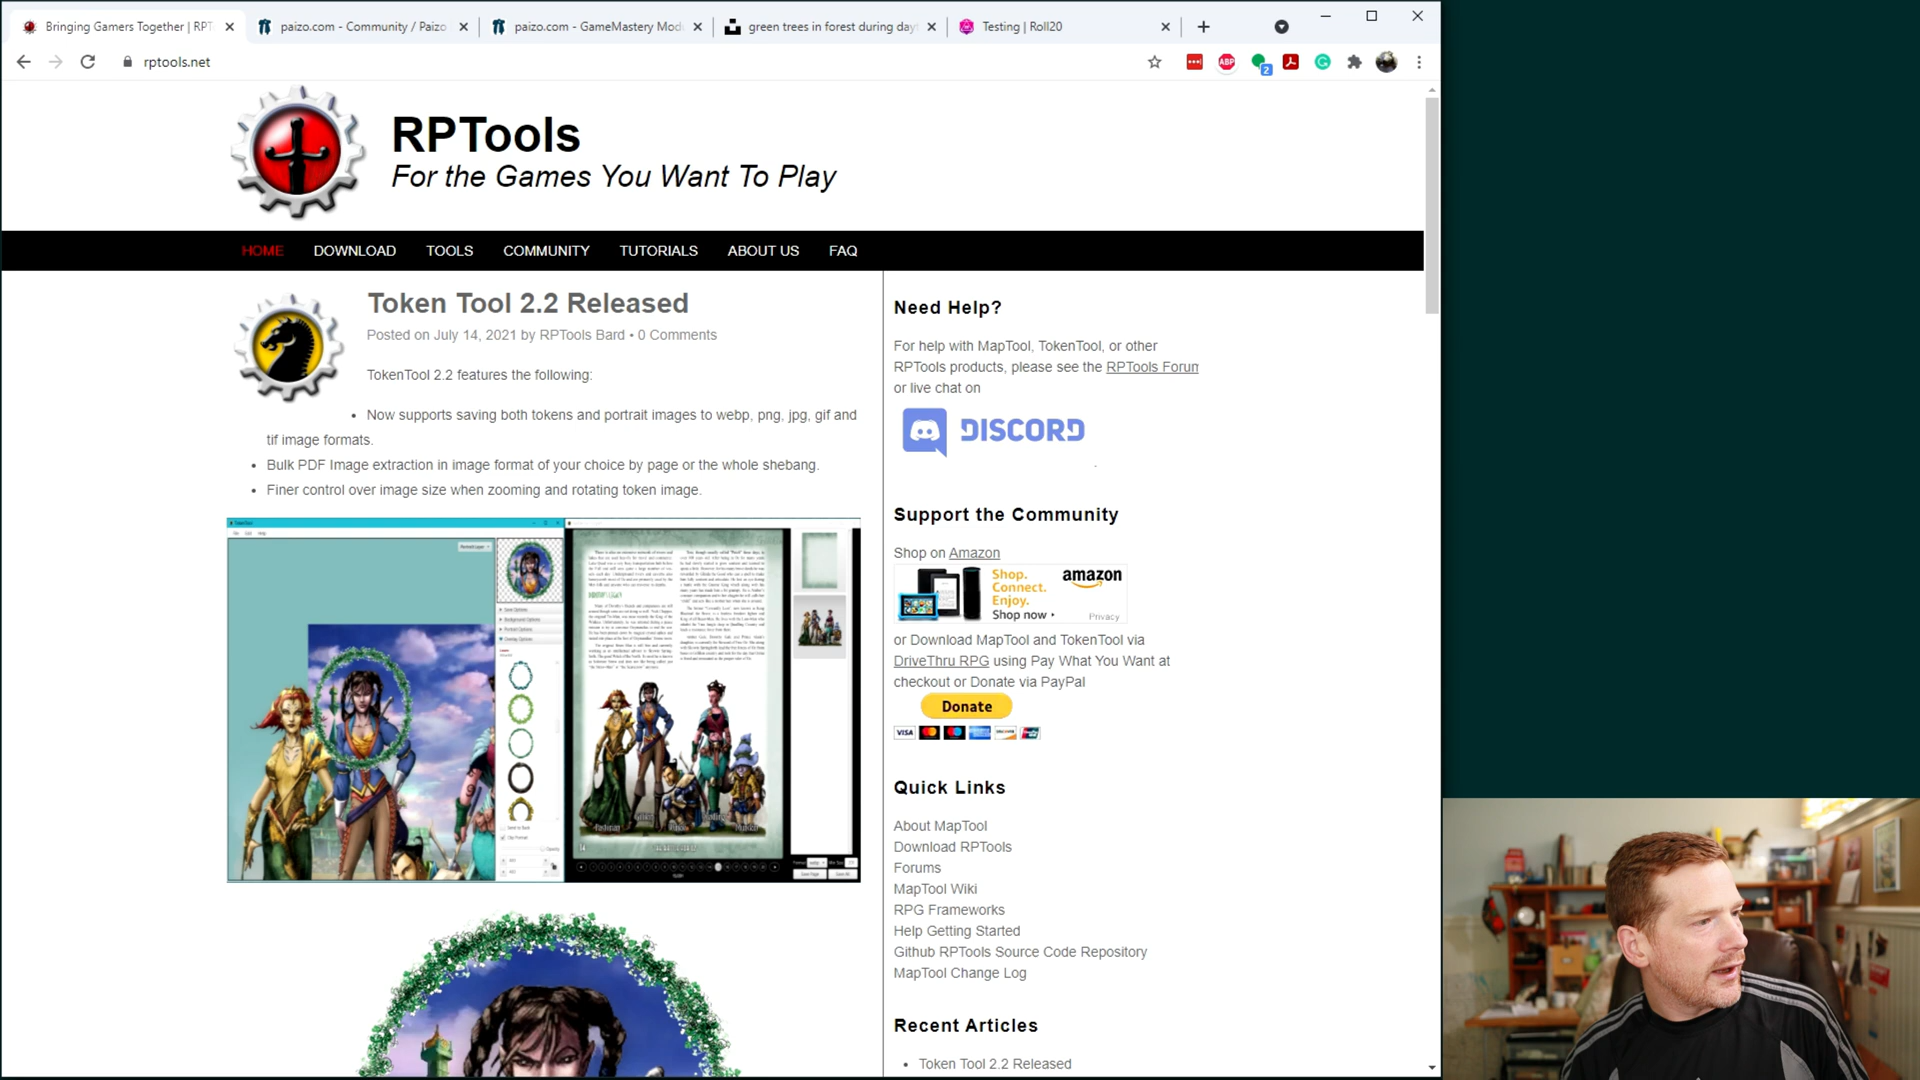 Bringing Gamers Together | RPT
paizo.com - Community / Paizo
paizo.com - GameMastery Mod
green trees in forest during day
Testing | Roll20
rptools.net
ABP
2
RPTools
For the Games You Want To Play
HOME
DOWNLOAD
TOOLS
COMMUNITY
TUTORIALS
ABOUT US
FAQ
Token Tool 2.2 Released
Posted on July 14, 2021 by RPTools Bard • 0 Comments
TokenTool 2.2 features the following:
• Now supports saving both tokens and portrait images to webp, png, jpg, gif and
tif image formats.
• Bulk PDF Image extraction in image format of your choice by page or the whole shebang.
• Finer control over image size when zooming and rotating token image.
Need Help?
For help with MapTool, TokenTool, or other
RPTools products, please see the RPTools Forum
or live chat on
DISCORD
Support the Community
Shop on Amazon
Shop.
Connect.
Enjoy.
Shop now
amazon
Privacy
or Download MapTool and TokenTool via
DriveThru RPG using Pay What You Want at
checkout or Donate via PayPal
Donate
VISA
Quick Links
About MapTool
Download RPTools
Forums
MapTool Wiki
RPG Frameworks
Help Getting Started
Github RPTools Source Code Repository
MapTool Change Log
Recent Articles
• Token Tool 2.2 Released